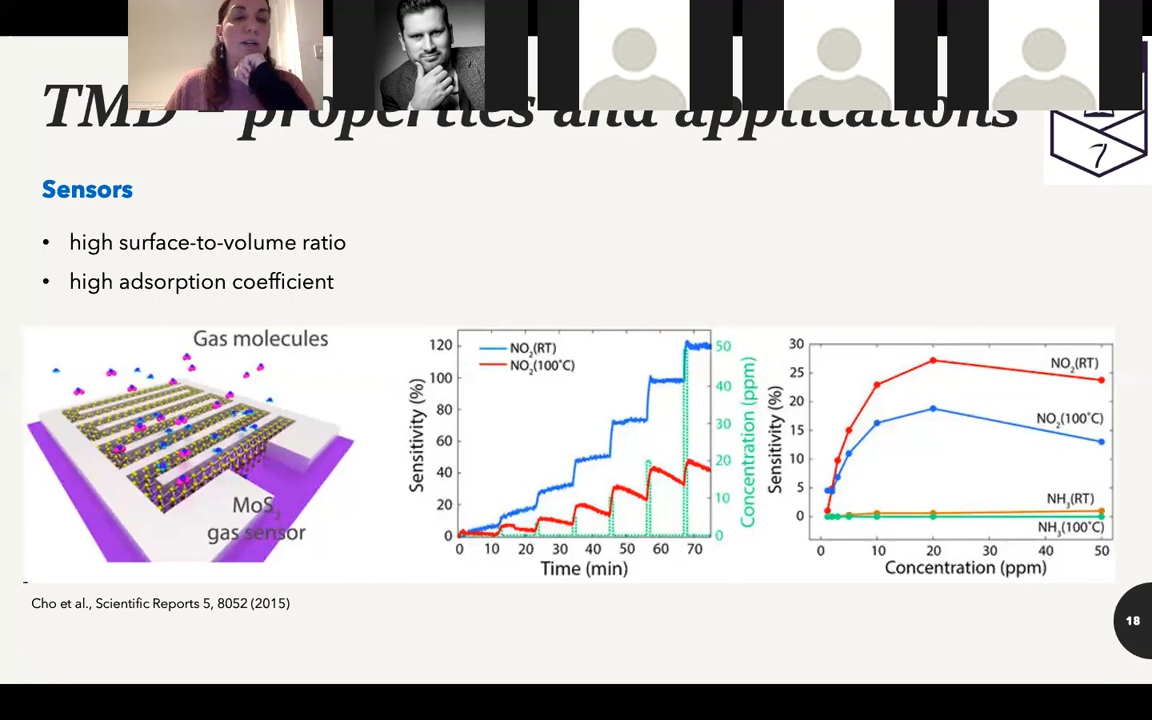 TMD – properties and applications
7
Sensors
• high surface-to-volume ratio
• high adsorption coefficient
Gas molecules
MoS₂
gas sensor
120
100
80
60
40
20
0
Sensitivity (%)
NO₂(RT)
NO₂(100°C)
50
40
30
20
10
0
Concentration (ppm)
0 10 20 30 40 50 60 70
Time (min)
30
25
20
15
10
5
0
Sensitivity (%)
NO₂(RT)
NO₂(100°C)
NH₃(RT)
NH₃(100°C)
0 10 20 30 40 50
Concentration (ppm)
Cho et al., Scientific Reports 5, 8052 (2015)
18